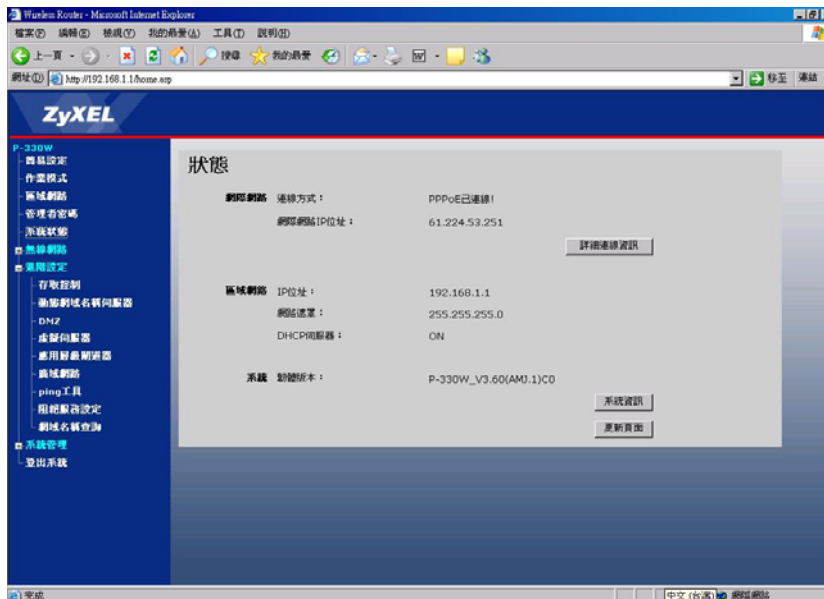 Wireless Router - Microsoft Internet Explorer
檔案(F) 編輯(E) 檢視(V) 我的最愛(A) 工具(T) 說明(H)
上一頁 搜尋 我的最愛
網址(D) http://192.168.1.1/home.asp 移至 連結
ZyXEL
P-330W
簡易設定
作業模式
區域網路
管理者密碼
系統狀態
無線網路
進階設定
存取控制
動態網域名稱伺服器
DMZ
虛擬伺服器
應用層級閘道器
廣域網路
ping工具
阻絕服務設定
網域名稱查詢
系統管理
登出系統
狀態
網際網路 連線方式： PPPoE已連線!
網際網路IP位址： 61.224.53.251
詳細連線資訊
區域網路 IP位址： 192.168.1.1
網路遮罩： 255.255.255.0
DHCP伺服器： ON
系統 韌體版本： P-330W_V3.60(AMJ.1)C0
系統資訊
更新頁面
完成 中文 (台灣) 網際網路